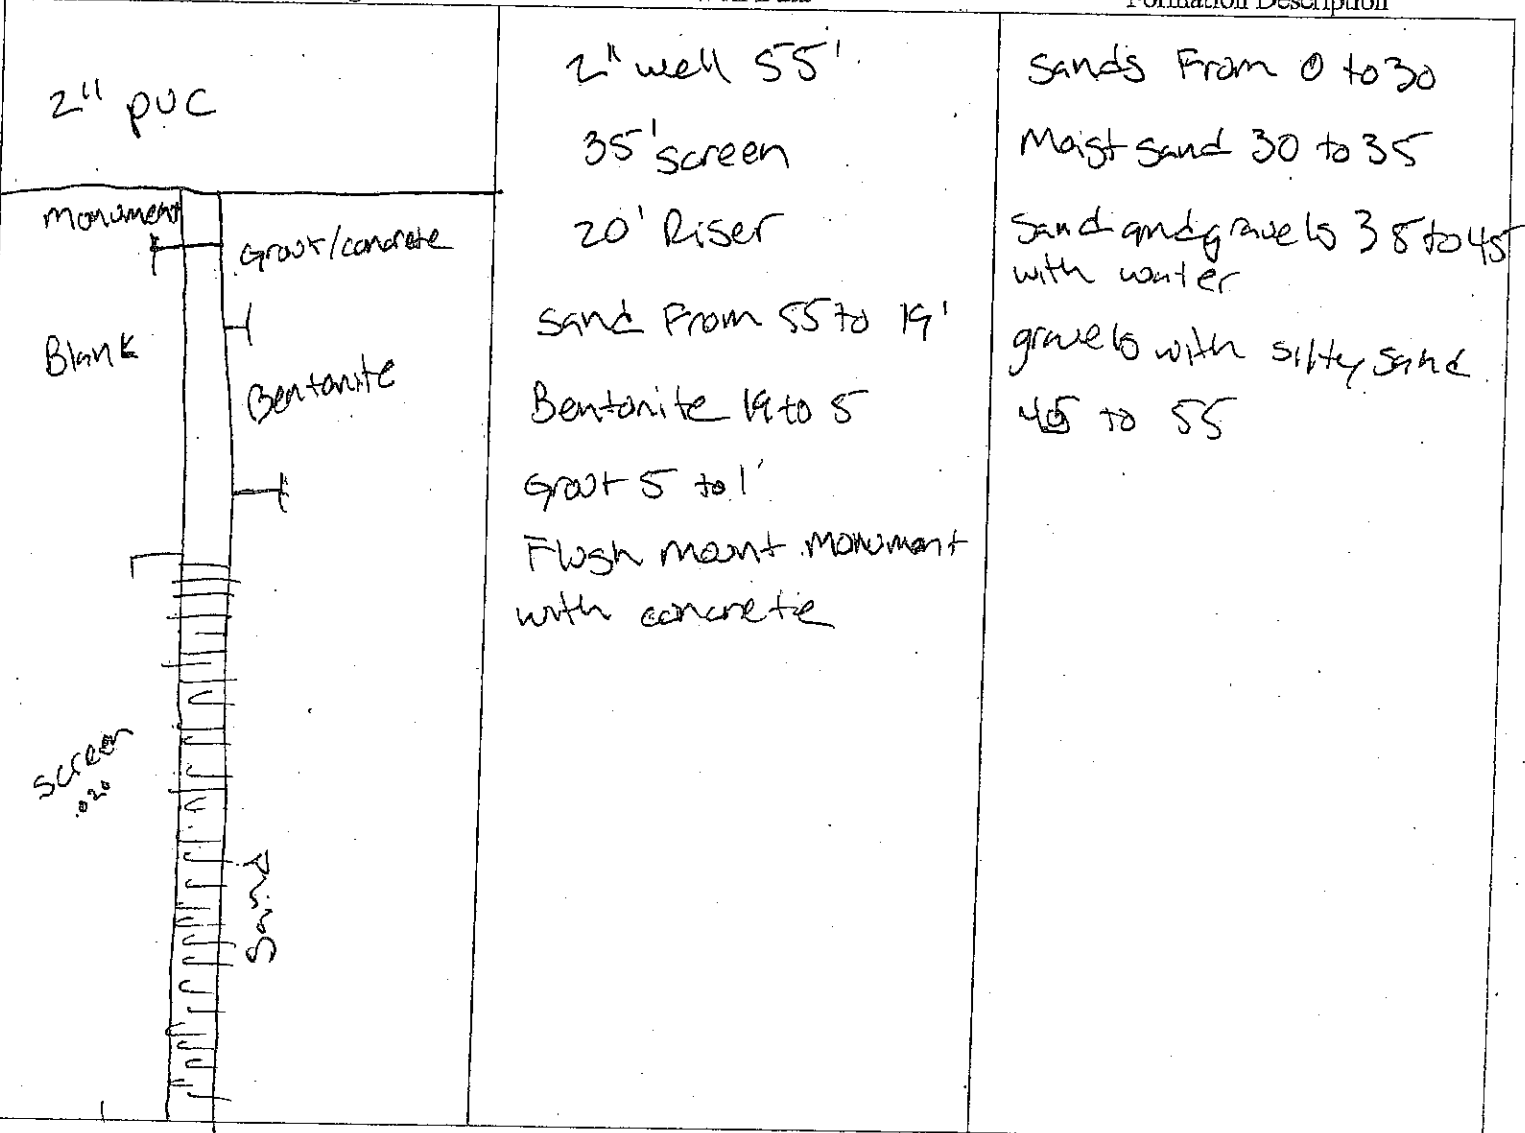 Formation Description
2" PVC
Monument
Grout/concrete
Blank
Bentonite
Screen
.020
Sand
2" well 55'
35' screen
20' Riser
Sand From 55 to 19'
Bentonite 19 to 5
Grout 5 to 1'
Flush mount monument
with concrete
Sands From 0 to 30
Moist sand 30 to 35
Sand and gravels 35 to 45
with water
gravels with silty sand
45 to 55